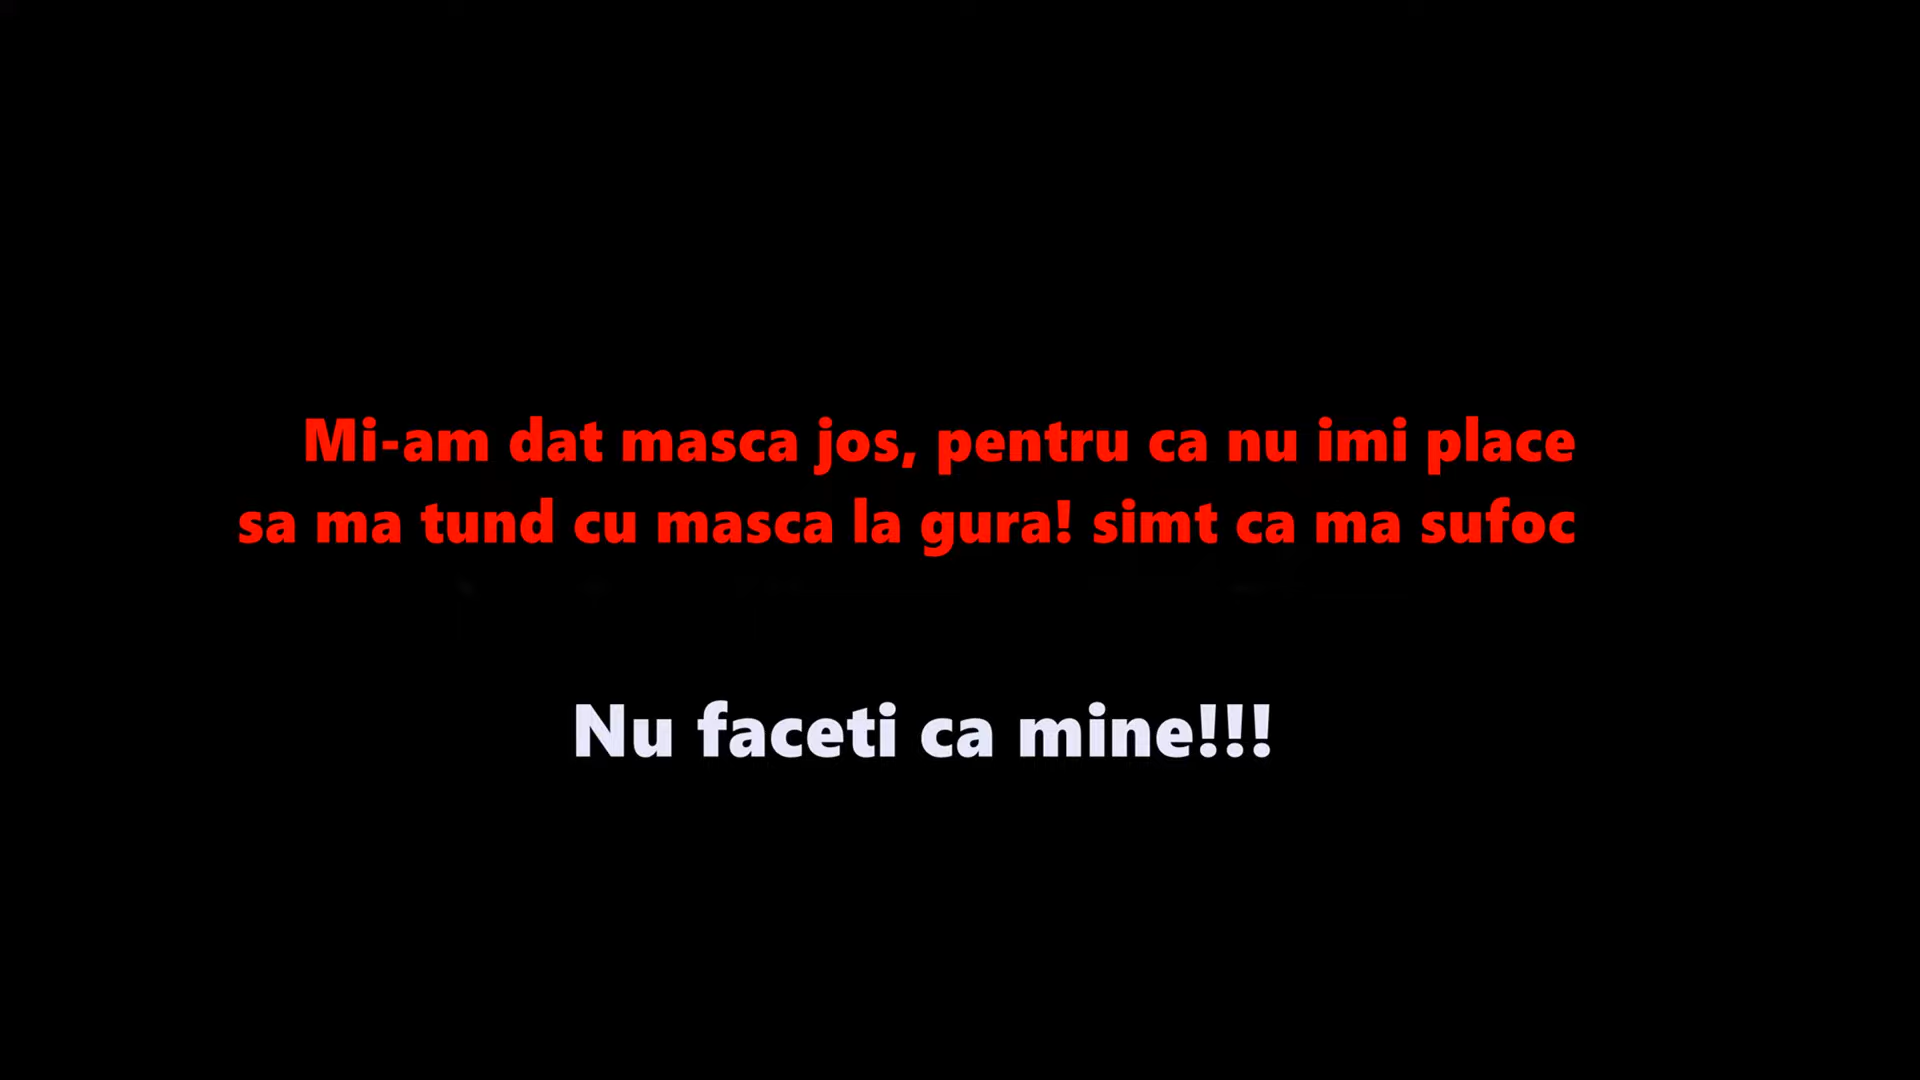 Mi-am dat masca jos, pentru ca nu imi place
sa ma tund cu masca la gura! simt ca ma sufoc
Nu faceti ca mine!!!